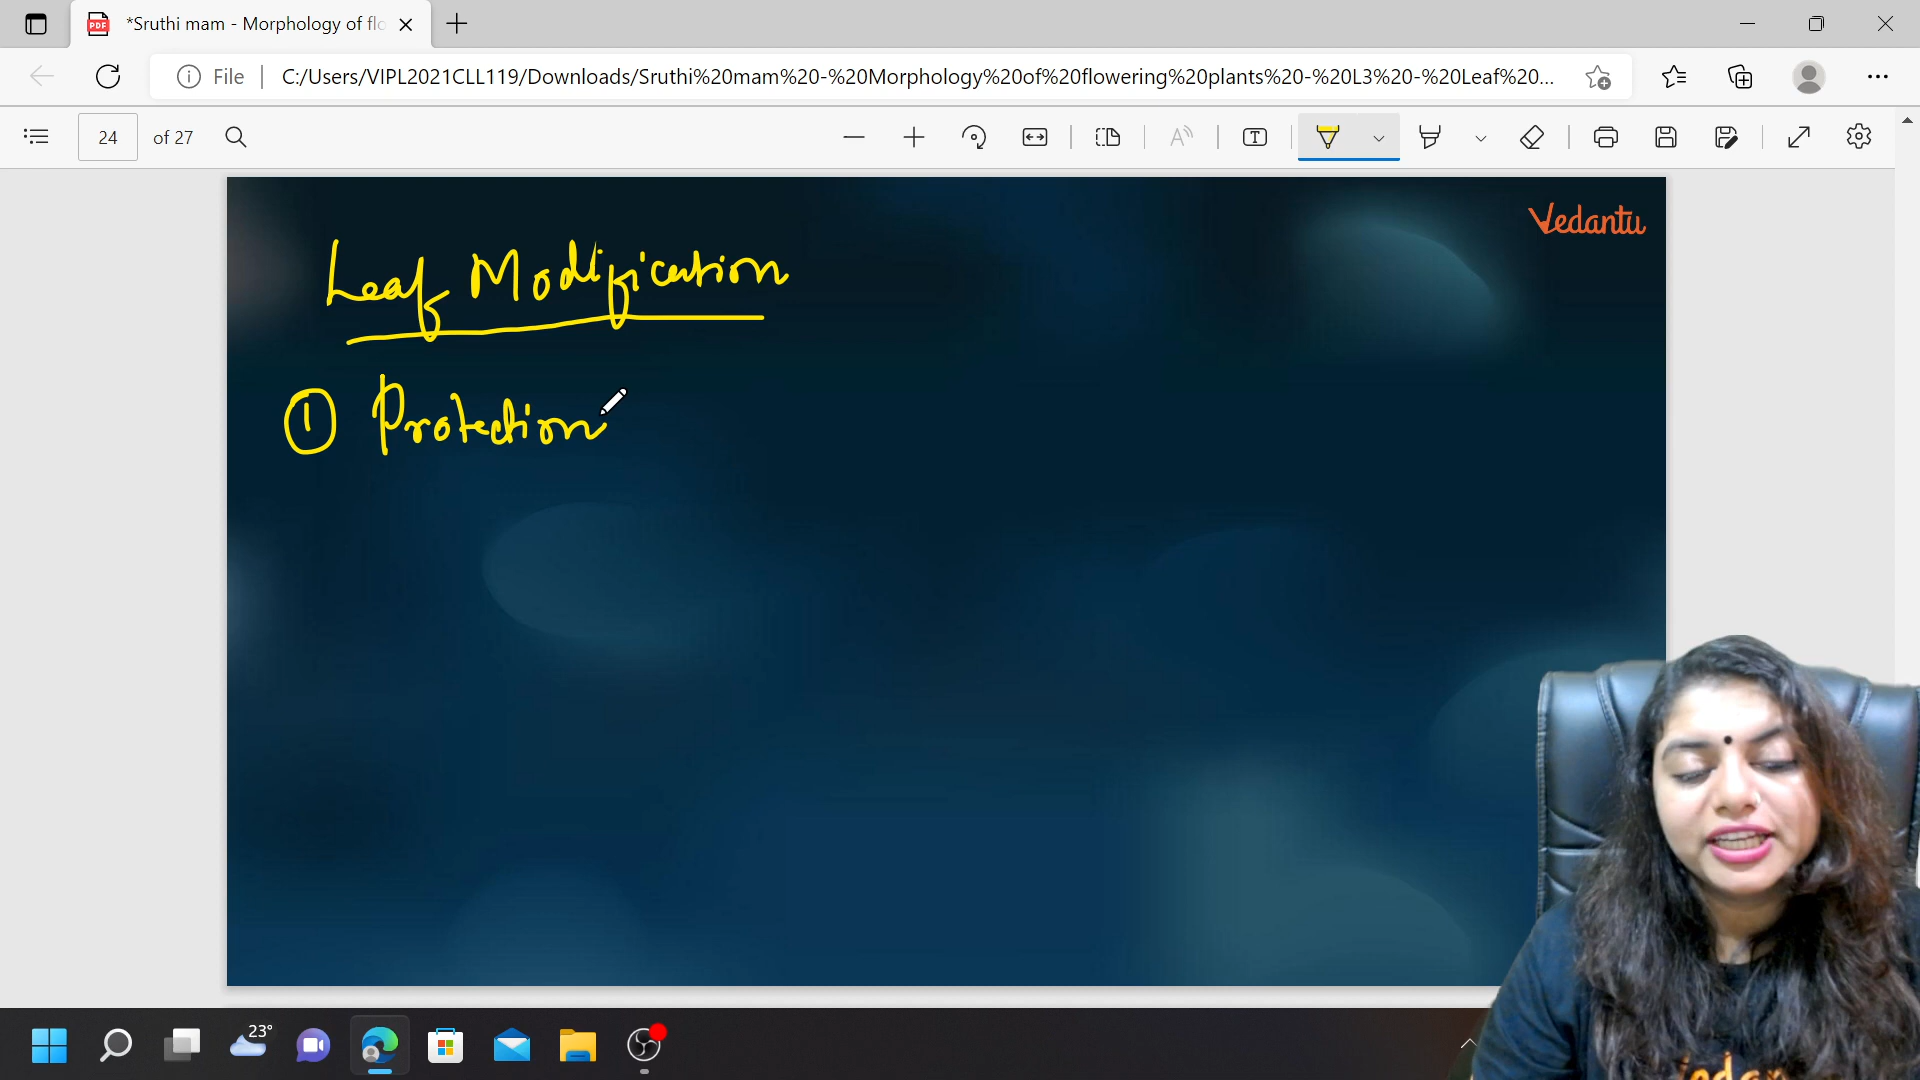 *Sruthi mam - Morphology of flo
File
C:/Users/VIPL2021CLL119/Downloads/Sruthi%20mam%20-%20Morphology%20of%20flowering%20plants%20-%20L3%20-%20Leaf%20...
24 of 27
Vedantu
Leaf Modification
① Protection
23°